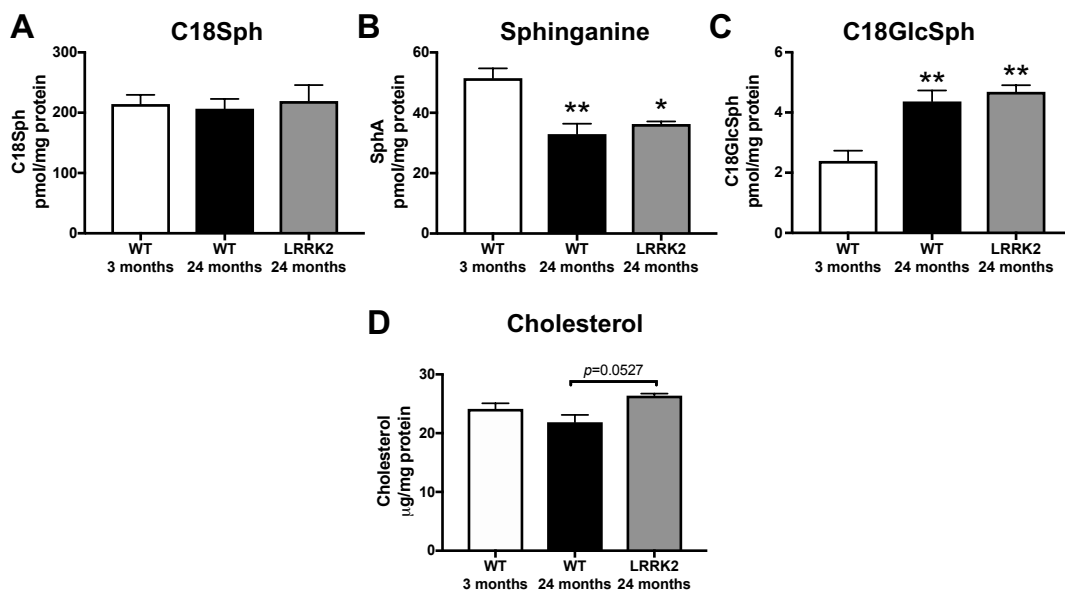 A
C18Sph
C18Sph
pmol/mg protein
300
200
100
0
WT
3 months
WT
24 months
LRRK2
24 months
B
Sphinganine
SphA
pmol/mg protein
60
40
20
0
**
*
WT
3 months
WT
24 months
LRRK2
24 months
C
C18GlcSph
C18GlcSph
pmol/mg protein
6
4
2
0
**
**
WT
3 months
WT
24 months
LRRK2
24 months
D
Cholesterol
Cholesterol
μg/mg protein
30
20
10
0
p=0.0527
WT
3 months
WT
24 months
LRRK2
24 months